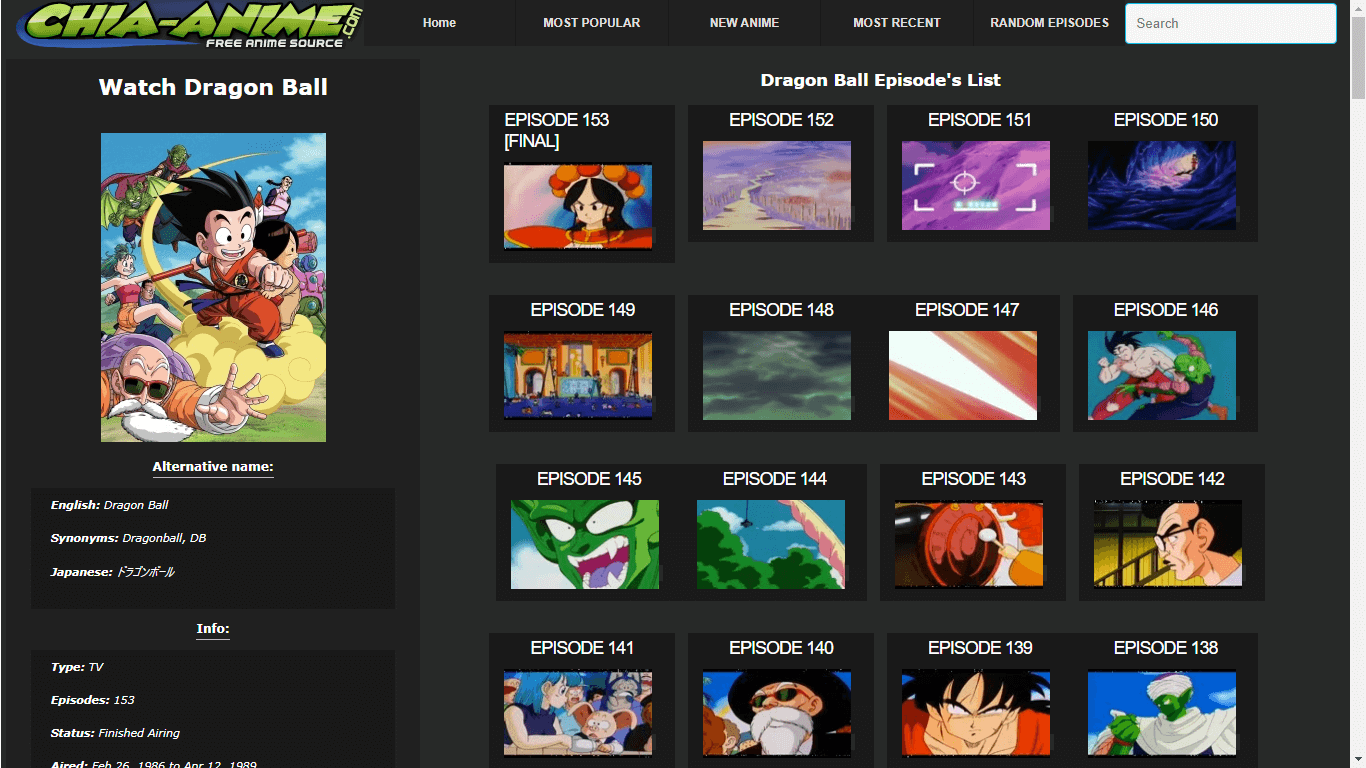 CHIA-ANIME.COM
FREE ANIME SOURCE
Home
MOST POPULAR
NEW ANIME
MOST RECENT
RANDOM EPISODES
Search
Watch Dragon Ball
Alternative name:
English: Dragon Ball
Synonyms: Dragonball, DB
Japanese: ドラゴンボール
Info:
Type: TV
Episodes: 153
Status: Finished Airing
Aired: Feb 26, 1986 to Apr 12, 1989
Dragon Ball Episode's List
EPISODE 153
[FINAL]
EPISODE 152
EPISODE 151
EPISODE 150
EPISODE 149
EPISODE 148
EPISODE 147
EPISODE 146
EPISODE 145
EPISODE 144
EPISODE 143
EPISODE 142
EPISODE 141
EPISODE 140
EPISODE 139
EPISODE 138